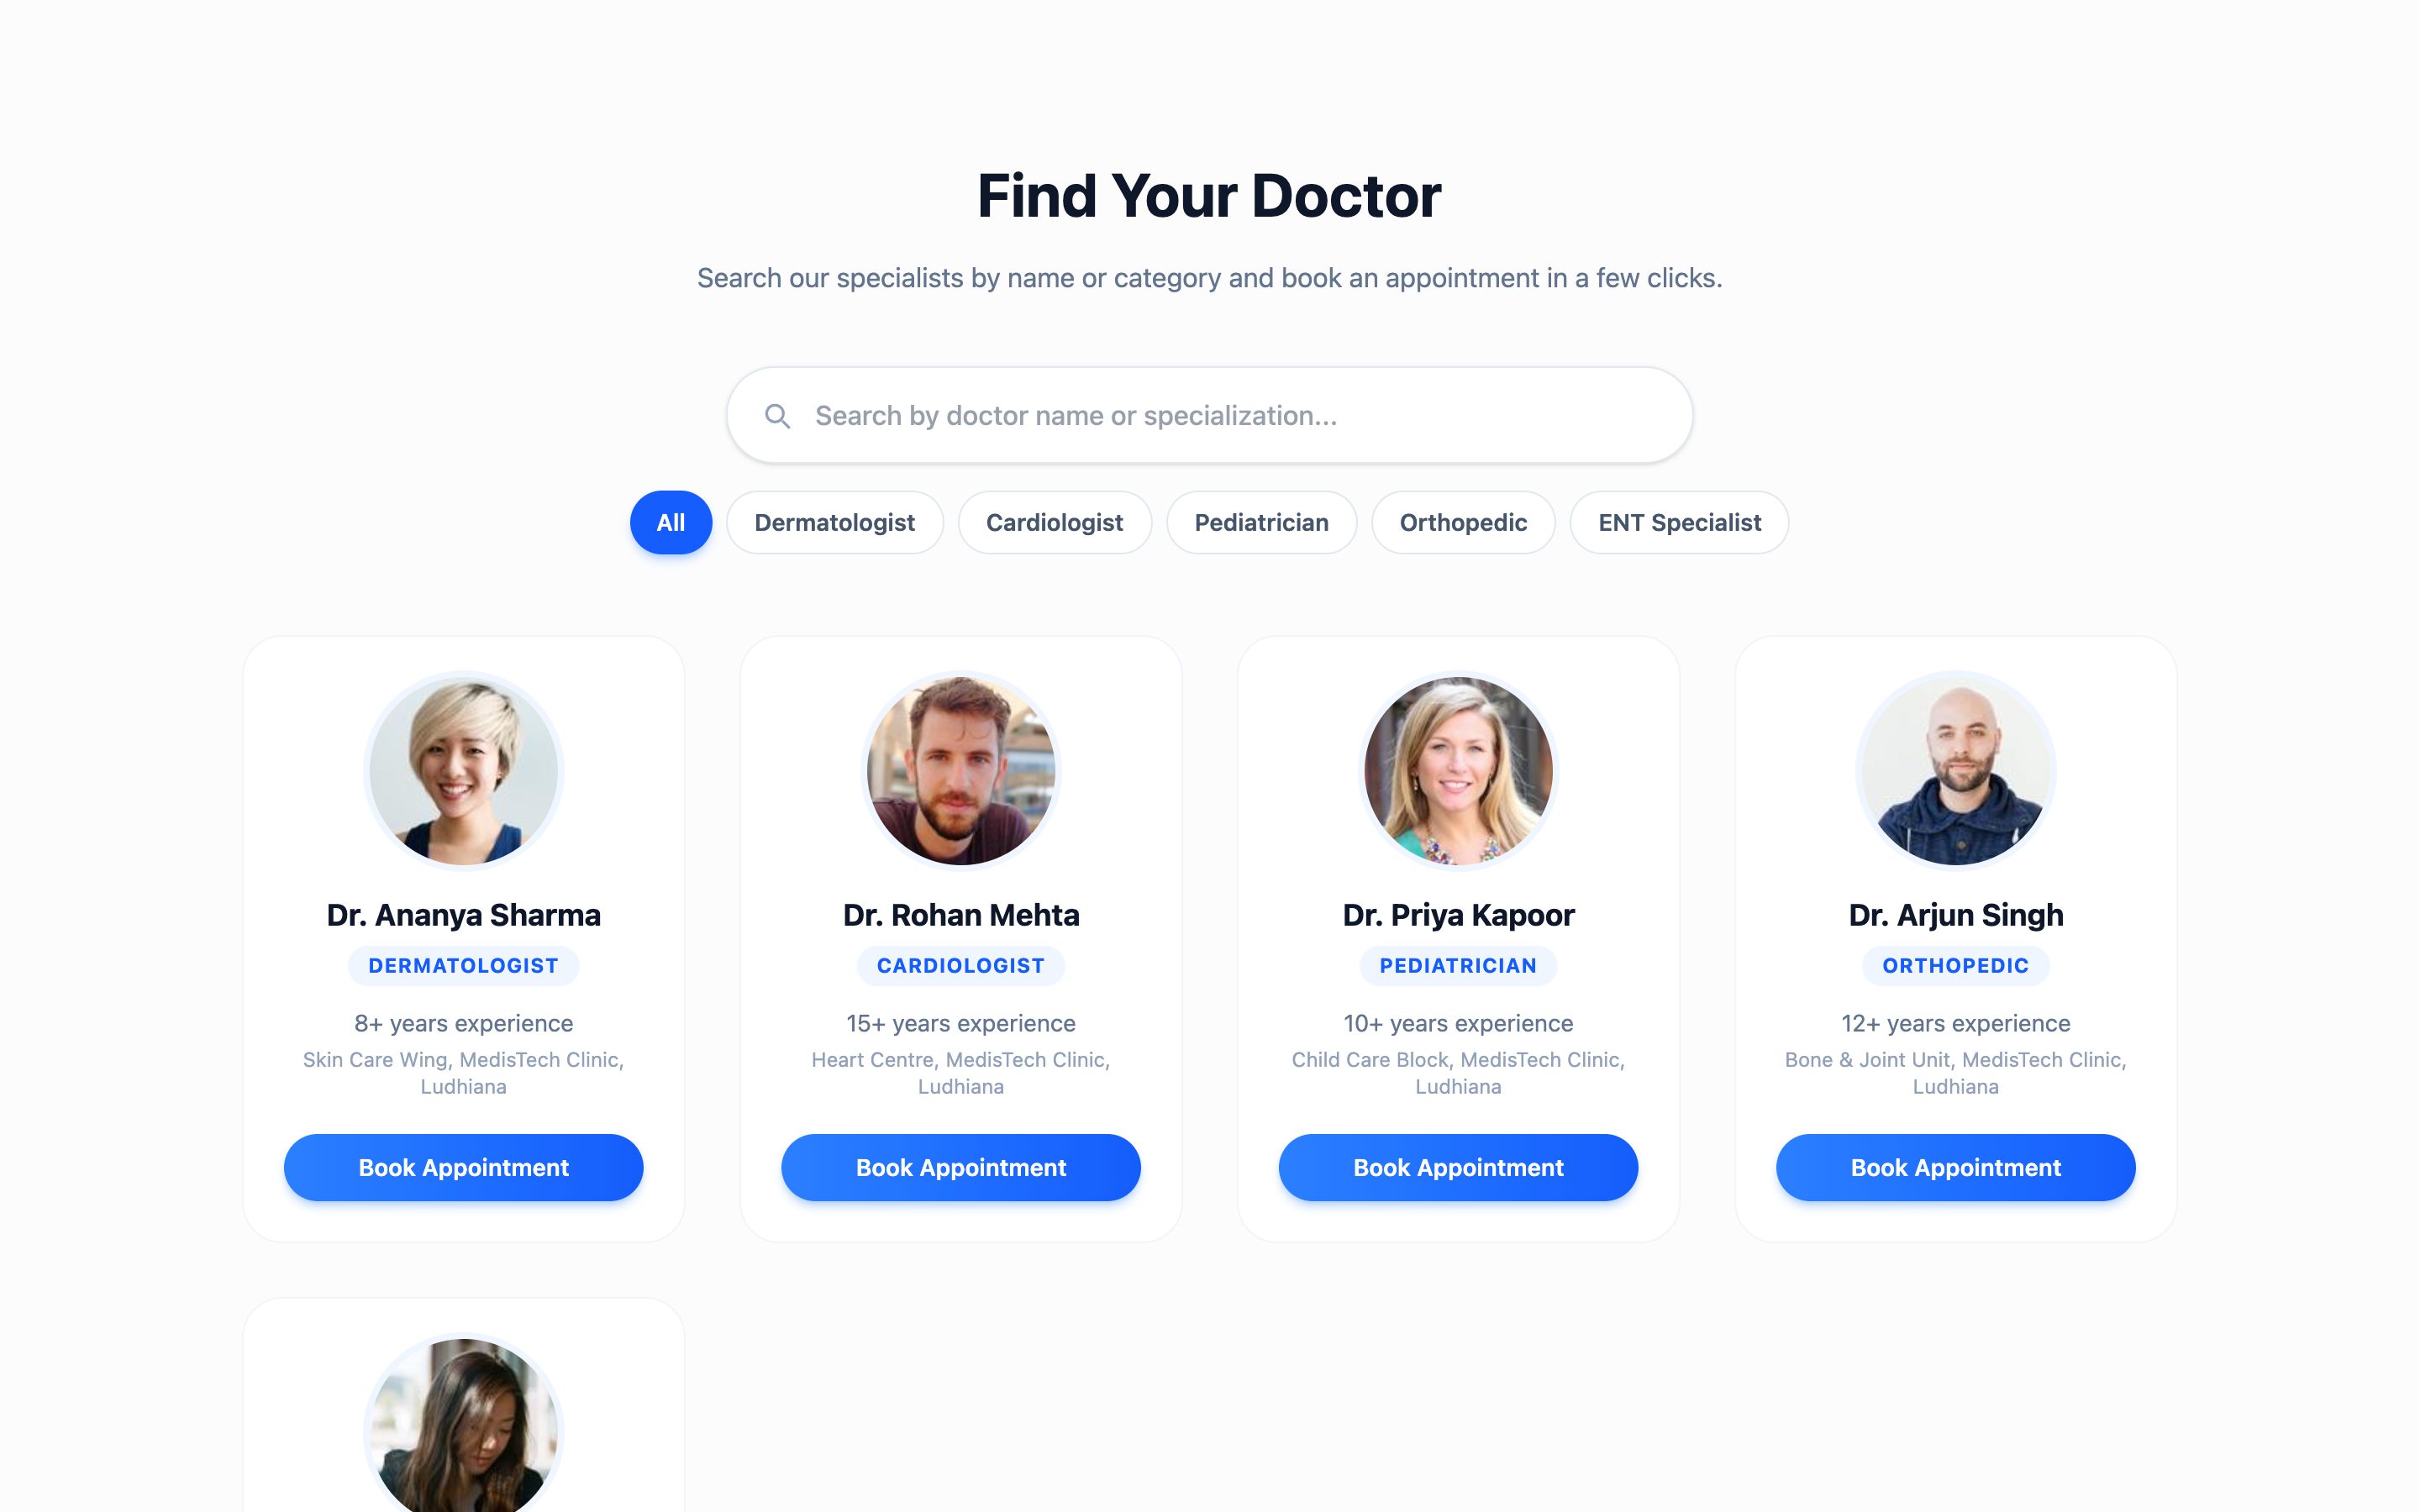 Find Your Doctor
Search our specialists by name or category and book an appointment in a few clicks.
Search by doctor name or specialization...
All
Dermatologist
Cardiologist
Pediatrician
Orthopedic
ENT Specialist
Dr. Ananya Sharma
DERMATOLOGIST
8+ years experience
Skin Care Wing, MedisTech Clinic,
Ludhiana
Book Appointment
Dr. Rohan Mehta
CARDIOLOGIST
15+ years experience
Heart Centre, MedisTech Clinic,
Ludhiana
Book Appointment
Dr. Priya Kapoor
PEDIATRICIAN
10+ years experience
Child Care Block, MedisTech Clinic,
Ludhiana
Book Appointment
Dr. Arjun Singh
ORTHOPEDIC
12+ years experience
Bone & Joint Unit, MedisTech Clinic,
Ludhiana
Book Appointment